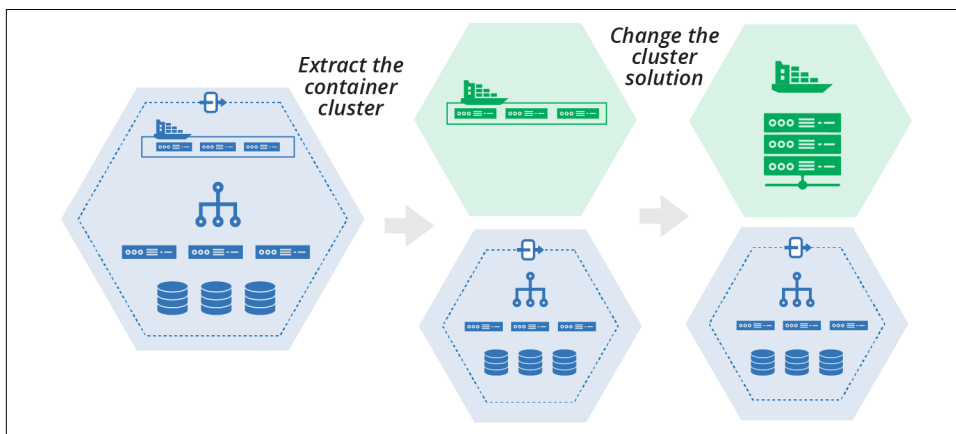 Extract the
container
cluster
Change the
cluster
solution